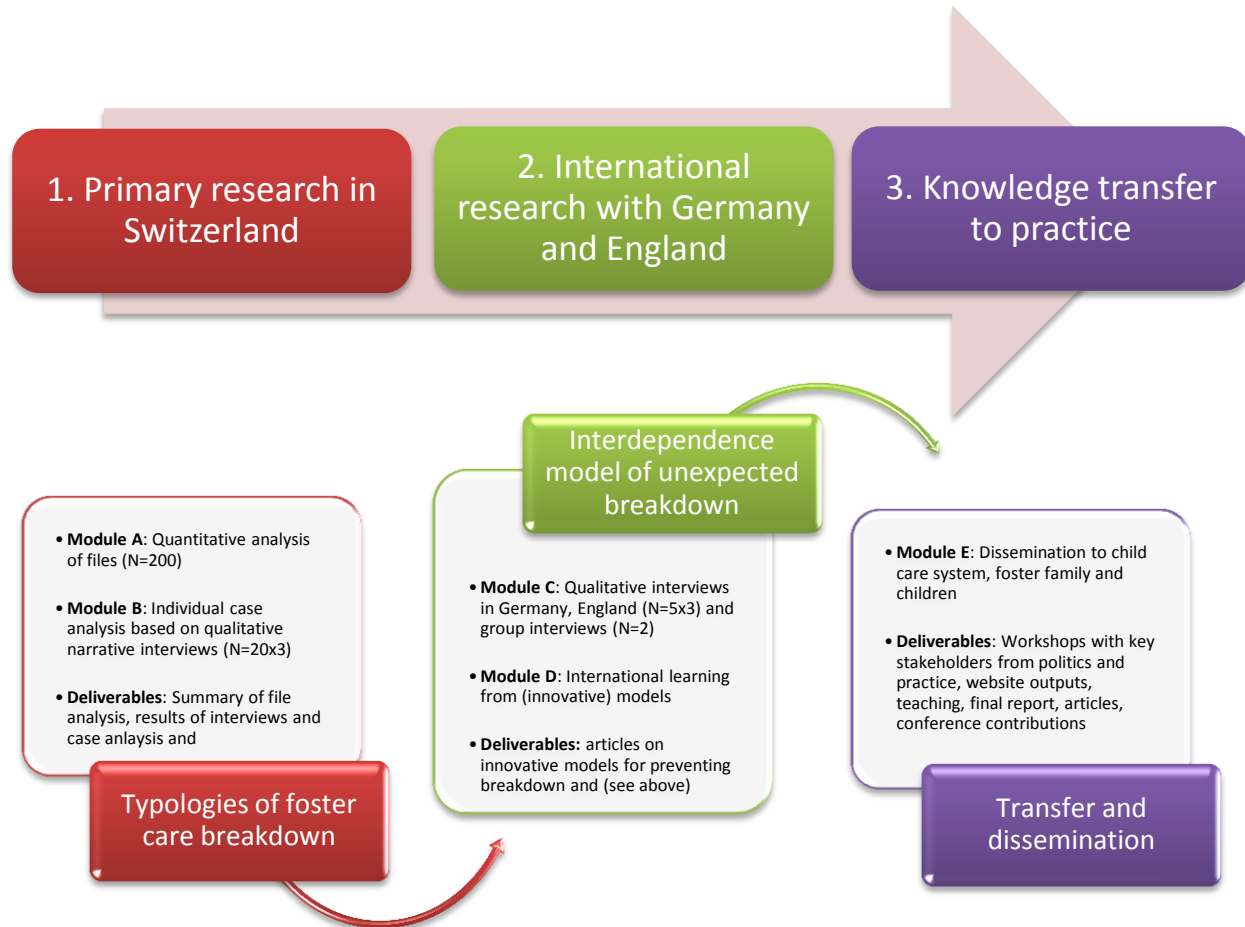 1. Primary research in
Switzerland
2. International
research with Germany
and England
3. Knowledge transfer
to practice
• Module A: Quantitative analysis
of files (N=200)
• Module B: Individual case
analysis based on qualitative
narrative interviews (N=20x3)
• Deliverables: Summary of file
analysis, results of interviews and
case anlaysis and
Typologies of foster
care breakdown
Interdependence
model of unexpected
breakdown
• Module C: Qualitative interviews
in Germany, England (N=5x3) and
group interviews (N=2)
• Module D: International learning
from (innovative) models
• Deliverables: articles on
innovative models for preventing
breakdown and (see above)
• Module E: Dissemination to child
care system, foster family and
children
• Deliverables: Workshops with key
stakeholders from politics and
practice, website outputs,
teaching, final report, articles,
conference contributions
Transfer and
dissemination